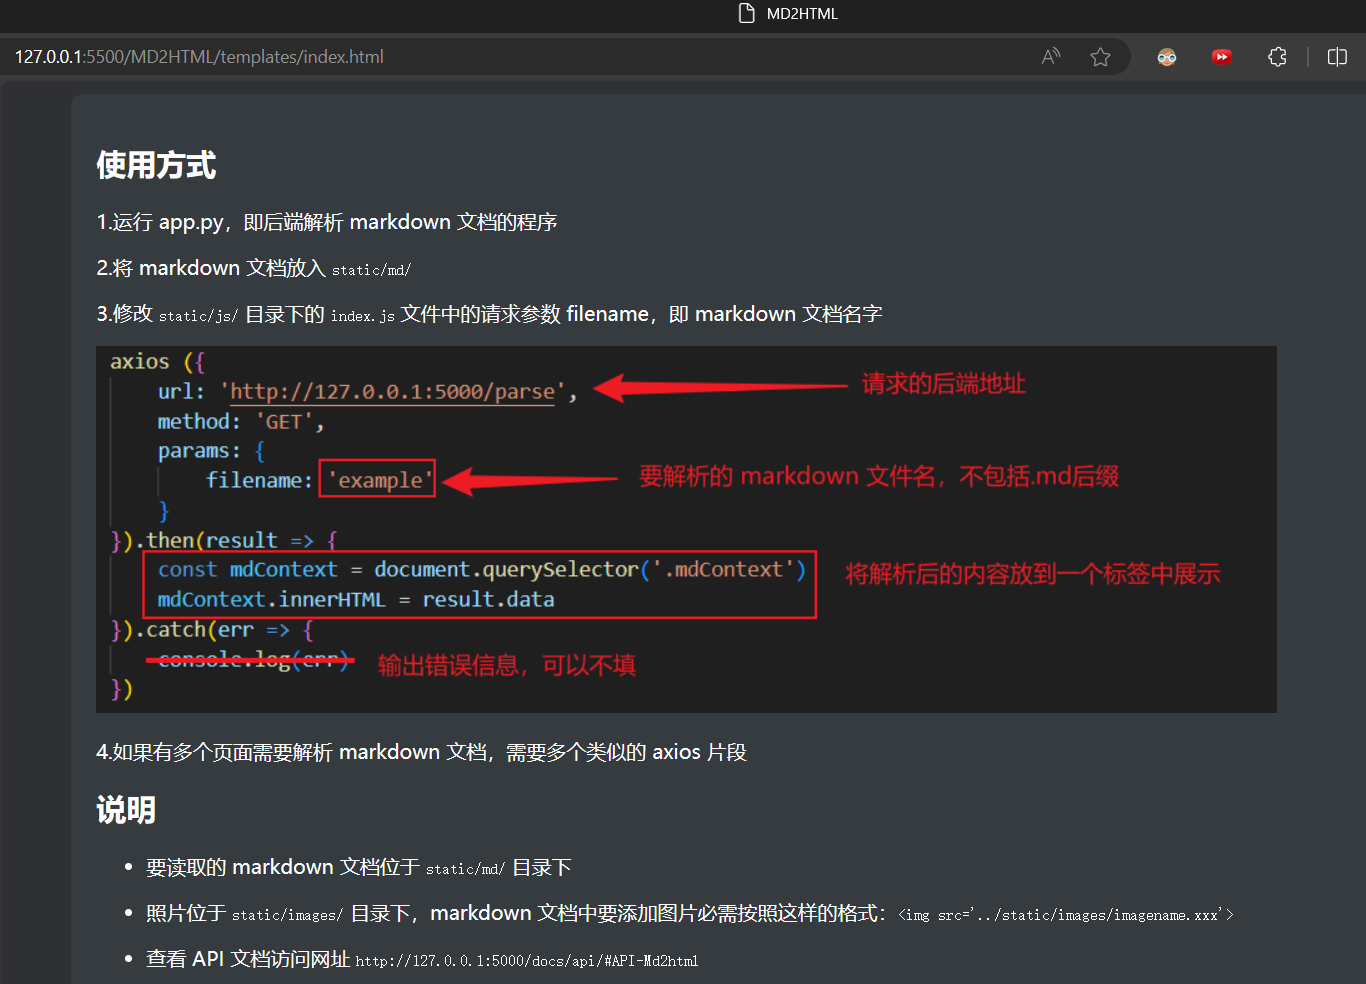 MD2HTML
127.0.0.1:5500/MD2HTML/templates/index.html
使用方式
1.运行 app.py，即后端解析 markdown 文档的程序
2.将 markdown 文档放入 static/md/
3.修改 static/js/ 目录下的 index.js 文件中的请求参数 filename，即 markdown 文档名字
axios ({
url: 'http://127.0.0.1:5000/parse', 请求的后端地址
method: 'GET',
params: {
filename: 'example' 要解析的 markdown 文件名，不包括.md后缀
}
}).then(result => {
const mdContext = document.querySelector('.mdContext') 将解析后的内容放到一个标签中展示
mdContext.innerHTML = result.data
}).catch(err => {
console.log(err) 输出错误信息，可以不填
})
4.如果有多个页面需要解析 markdown 文档，需要多个类似的 axios 片段
说明
• 要读取的 markdown 文档位于 static/md/ 目录下
• 照片位于 static/images/ 目录下，markdown 文档中要添加图片必需按照这样的格式：<img src='../static/images/imagename.xxx'>
• 查看 API 文档访问网址 http://127.0.0.1:5000/docs/api/#API-Md2html